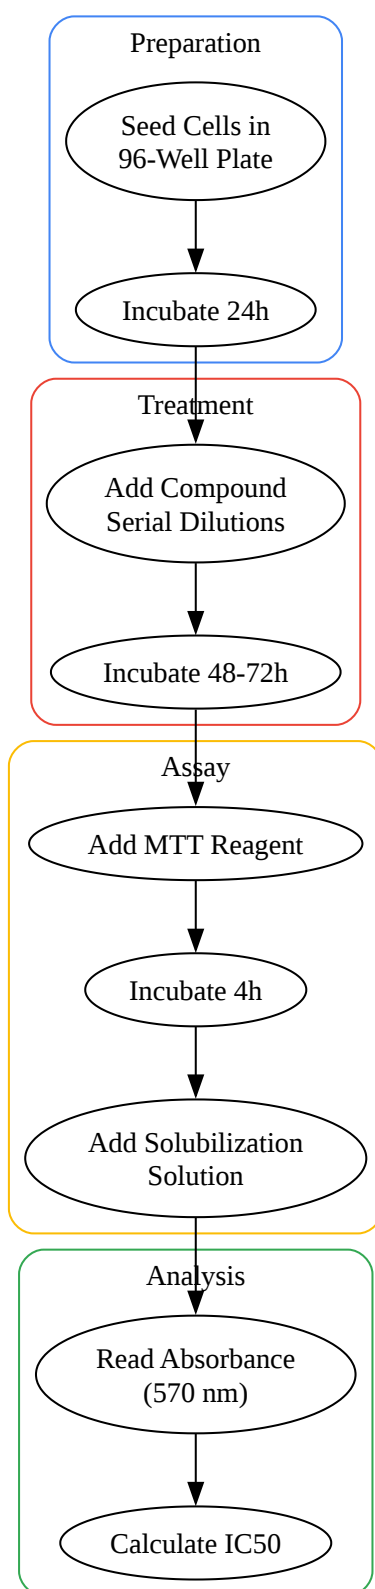 Preparation
Seed Cells in
96-Well Plate
Incubate 24h
Treatment
Add Compound
Serial Dilutions
Incubate 48-72h
Assay
Add MTT Reagent
Incubate 4h
Add Solubilization
Solution
Analysis
Read Absorbance
(570 nm)
Calculate IC50